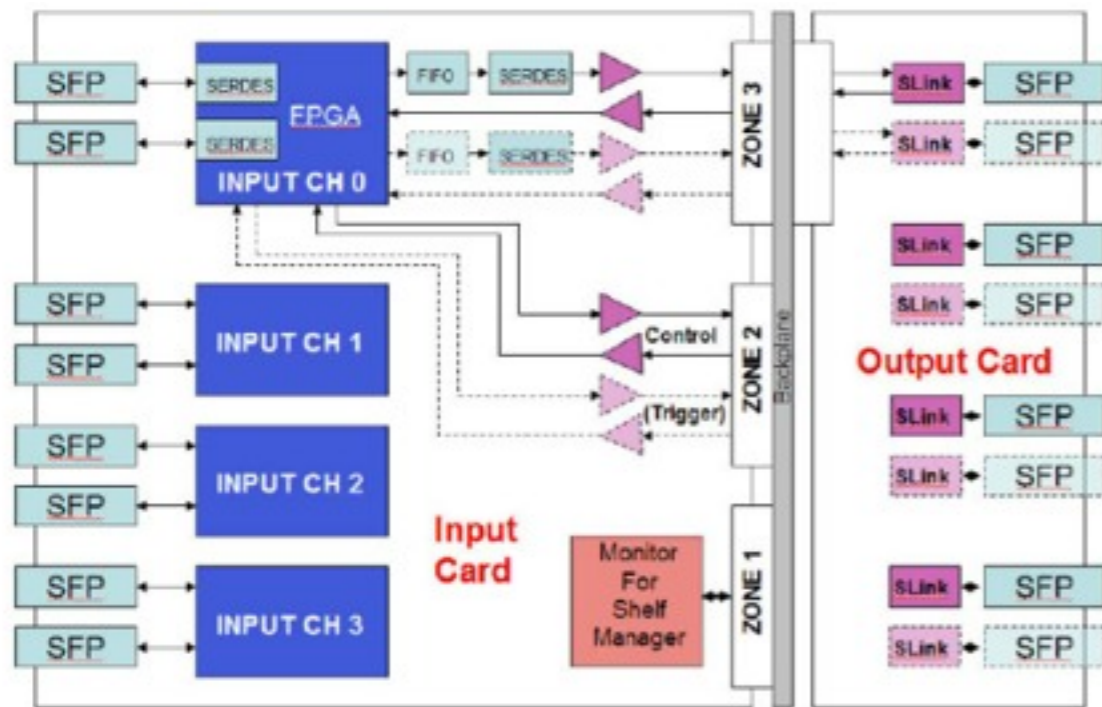 SFP
SERDES
FIFO
SERDES
SLink
SFP
FPGA
SFP
SERDES
FIFO
SERDES
SLink
SFP
INPUT CH 0
ZONE 3
SLink
SFP
SFP
INPUT CH 1
SLink
SFP
SFP
Control
ZONE 2
Backplane
Output Card
(Trigger)
SLink
SFP
SFP
INPUT CH 2
SLink
SFP
SFP
Input
Card
Monitor
For
Shelf
Manager
ZONE 1
SLink
SFP
SFP
INPUT CH 3
SLink
SFP
SFP